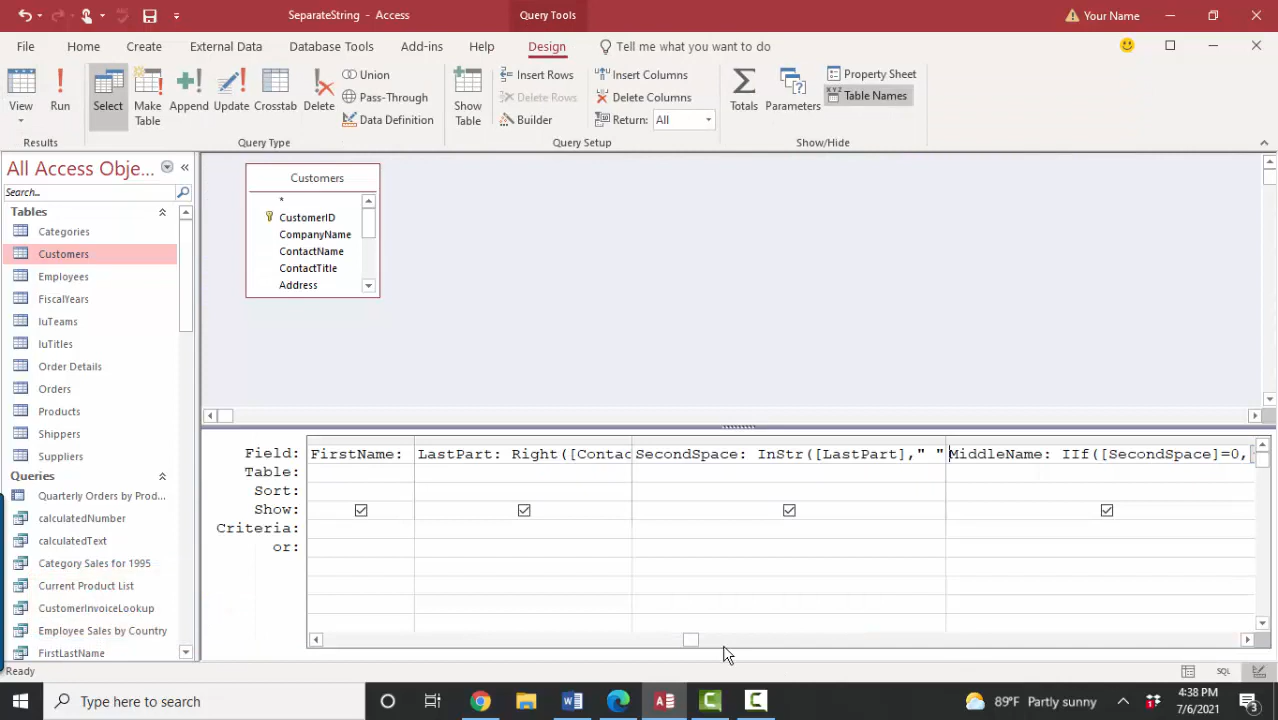 SeparateString - Access
Query Tools
Your Name
File Home Create External Data Database Tools Add-ins Help Design Tell me what you want to do
View
Run
Select
Make Table
Append
Update
Crosstab
Delete
Union
Pass-Through
Data Definition
Show Table
Insert Rows
Delete Rows
Builder
Insert Columns
Delete Columns
Return: All
Totals
Parameters
Property Sheet
XYZ Table Names
Results
Query Type
Query Setup
Show/Hide
All Access Obje...
Search...
Tables
Categories
Customers
Employees
FiscalYears
luTeams
luTitles
Order Details
Orders
Products
Shippers
Suppliers
Queries
Quarterly Orders by Prod...
calculatedNumber
calculatedText
Category Sales for 1995
Current Product List
CustomerInvoiceLookup
Employee Sales by Country
FirstLastName
Customers
*
CustomerID
CompanyName
ContactName
ContactTitle
Address
Field: FirstName: LastPart: Right([Contac SecondSpace: InStr([LastPart]," " MiddleName: IIf([SecondSpace]=0,
Table:
Sort:
Show:
Criteria:
or:
Ready
SQL
Type here to search
89°F Partly sunny
4:38 PM
7/6/2021
3